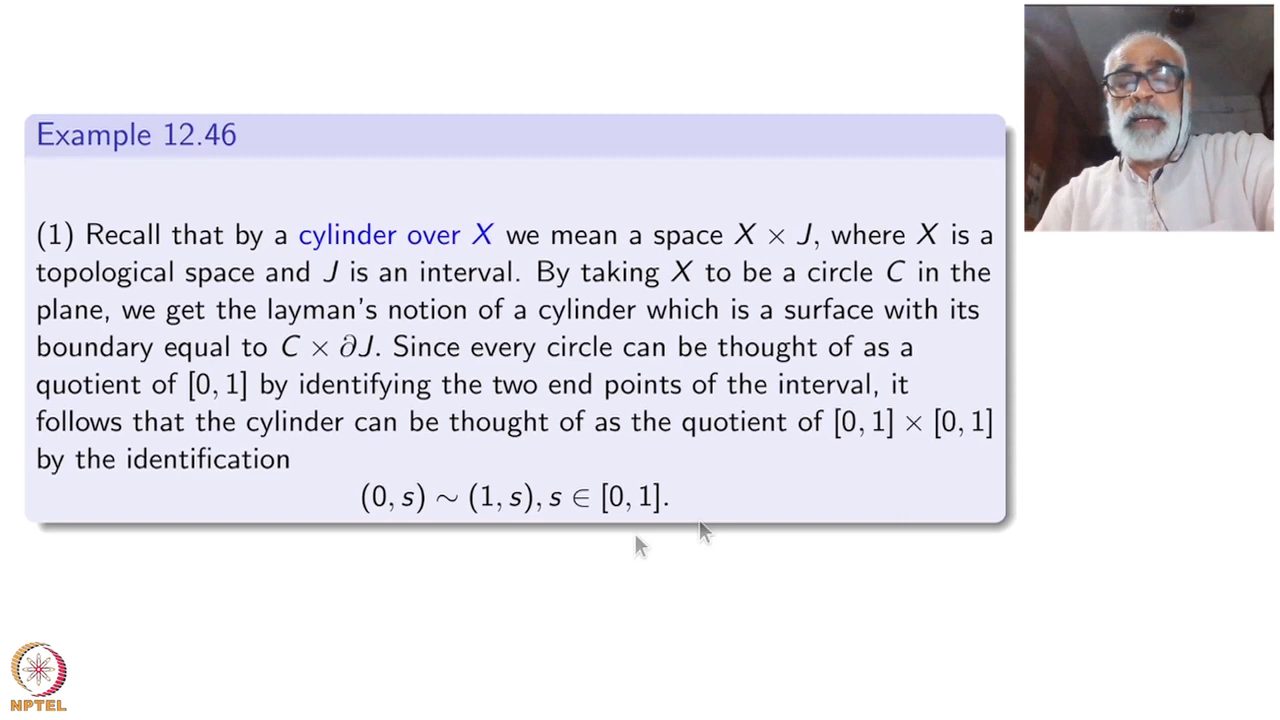 Example 12.46
(1) Recall that by a cylinder over X we mean a space X × J, where X is a
topological space and J is an interval. By taking X to be a circle C in the
plane, we get the layman's notion of a cylinder which is a surface with its
boundary equal to C × ∂J. Since every circle can be thought of as a
quotient of [0, 1] by identifying the two end points of the interval, it
follows that the cylinder can be thought of as the quotient of [0, 1] × [0, 1]
by the identification
(0, s) ∼ (1, s), s ∈ [0, 1].
NPTEL